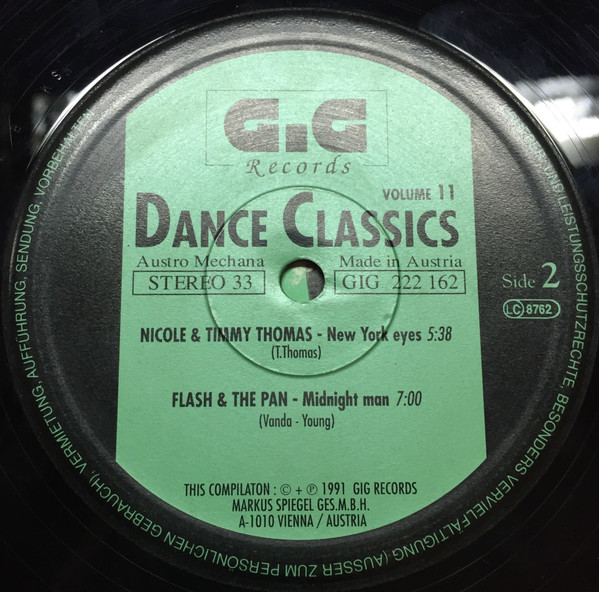 GiG
Records
VOLUME 11
DANCE CLASSICS
Austro Mechana Made in Austria
STEREO 33 GIG 222 162
Side 2
LC 8762
NICOLE & TIMMY THOMAS - New York eyes 5:38
(T.Thomas)
FLASH & THE PAN - Midnight man 7:00
(Vanda - Young)
THIS COMPILATON : © + ℗ 1991 GIG RECORDS
MARKUS SPIEGEL GES.M.B.H.
A-1010 VIENNA / AUSTRIA
LEISTUNGSSCHUTZRECHTE, BESONDERS VERVIELFÄLTIGUNG (AUSSER ZUM PERSÖNLICHEN GEBRAUCH), VERMIETUNG, AUFFÜHRUNG, SENDUNG, VORBEHALTEN